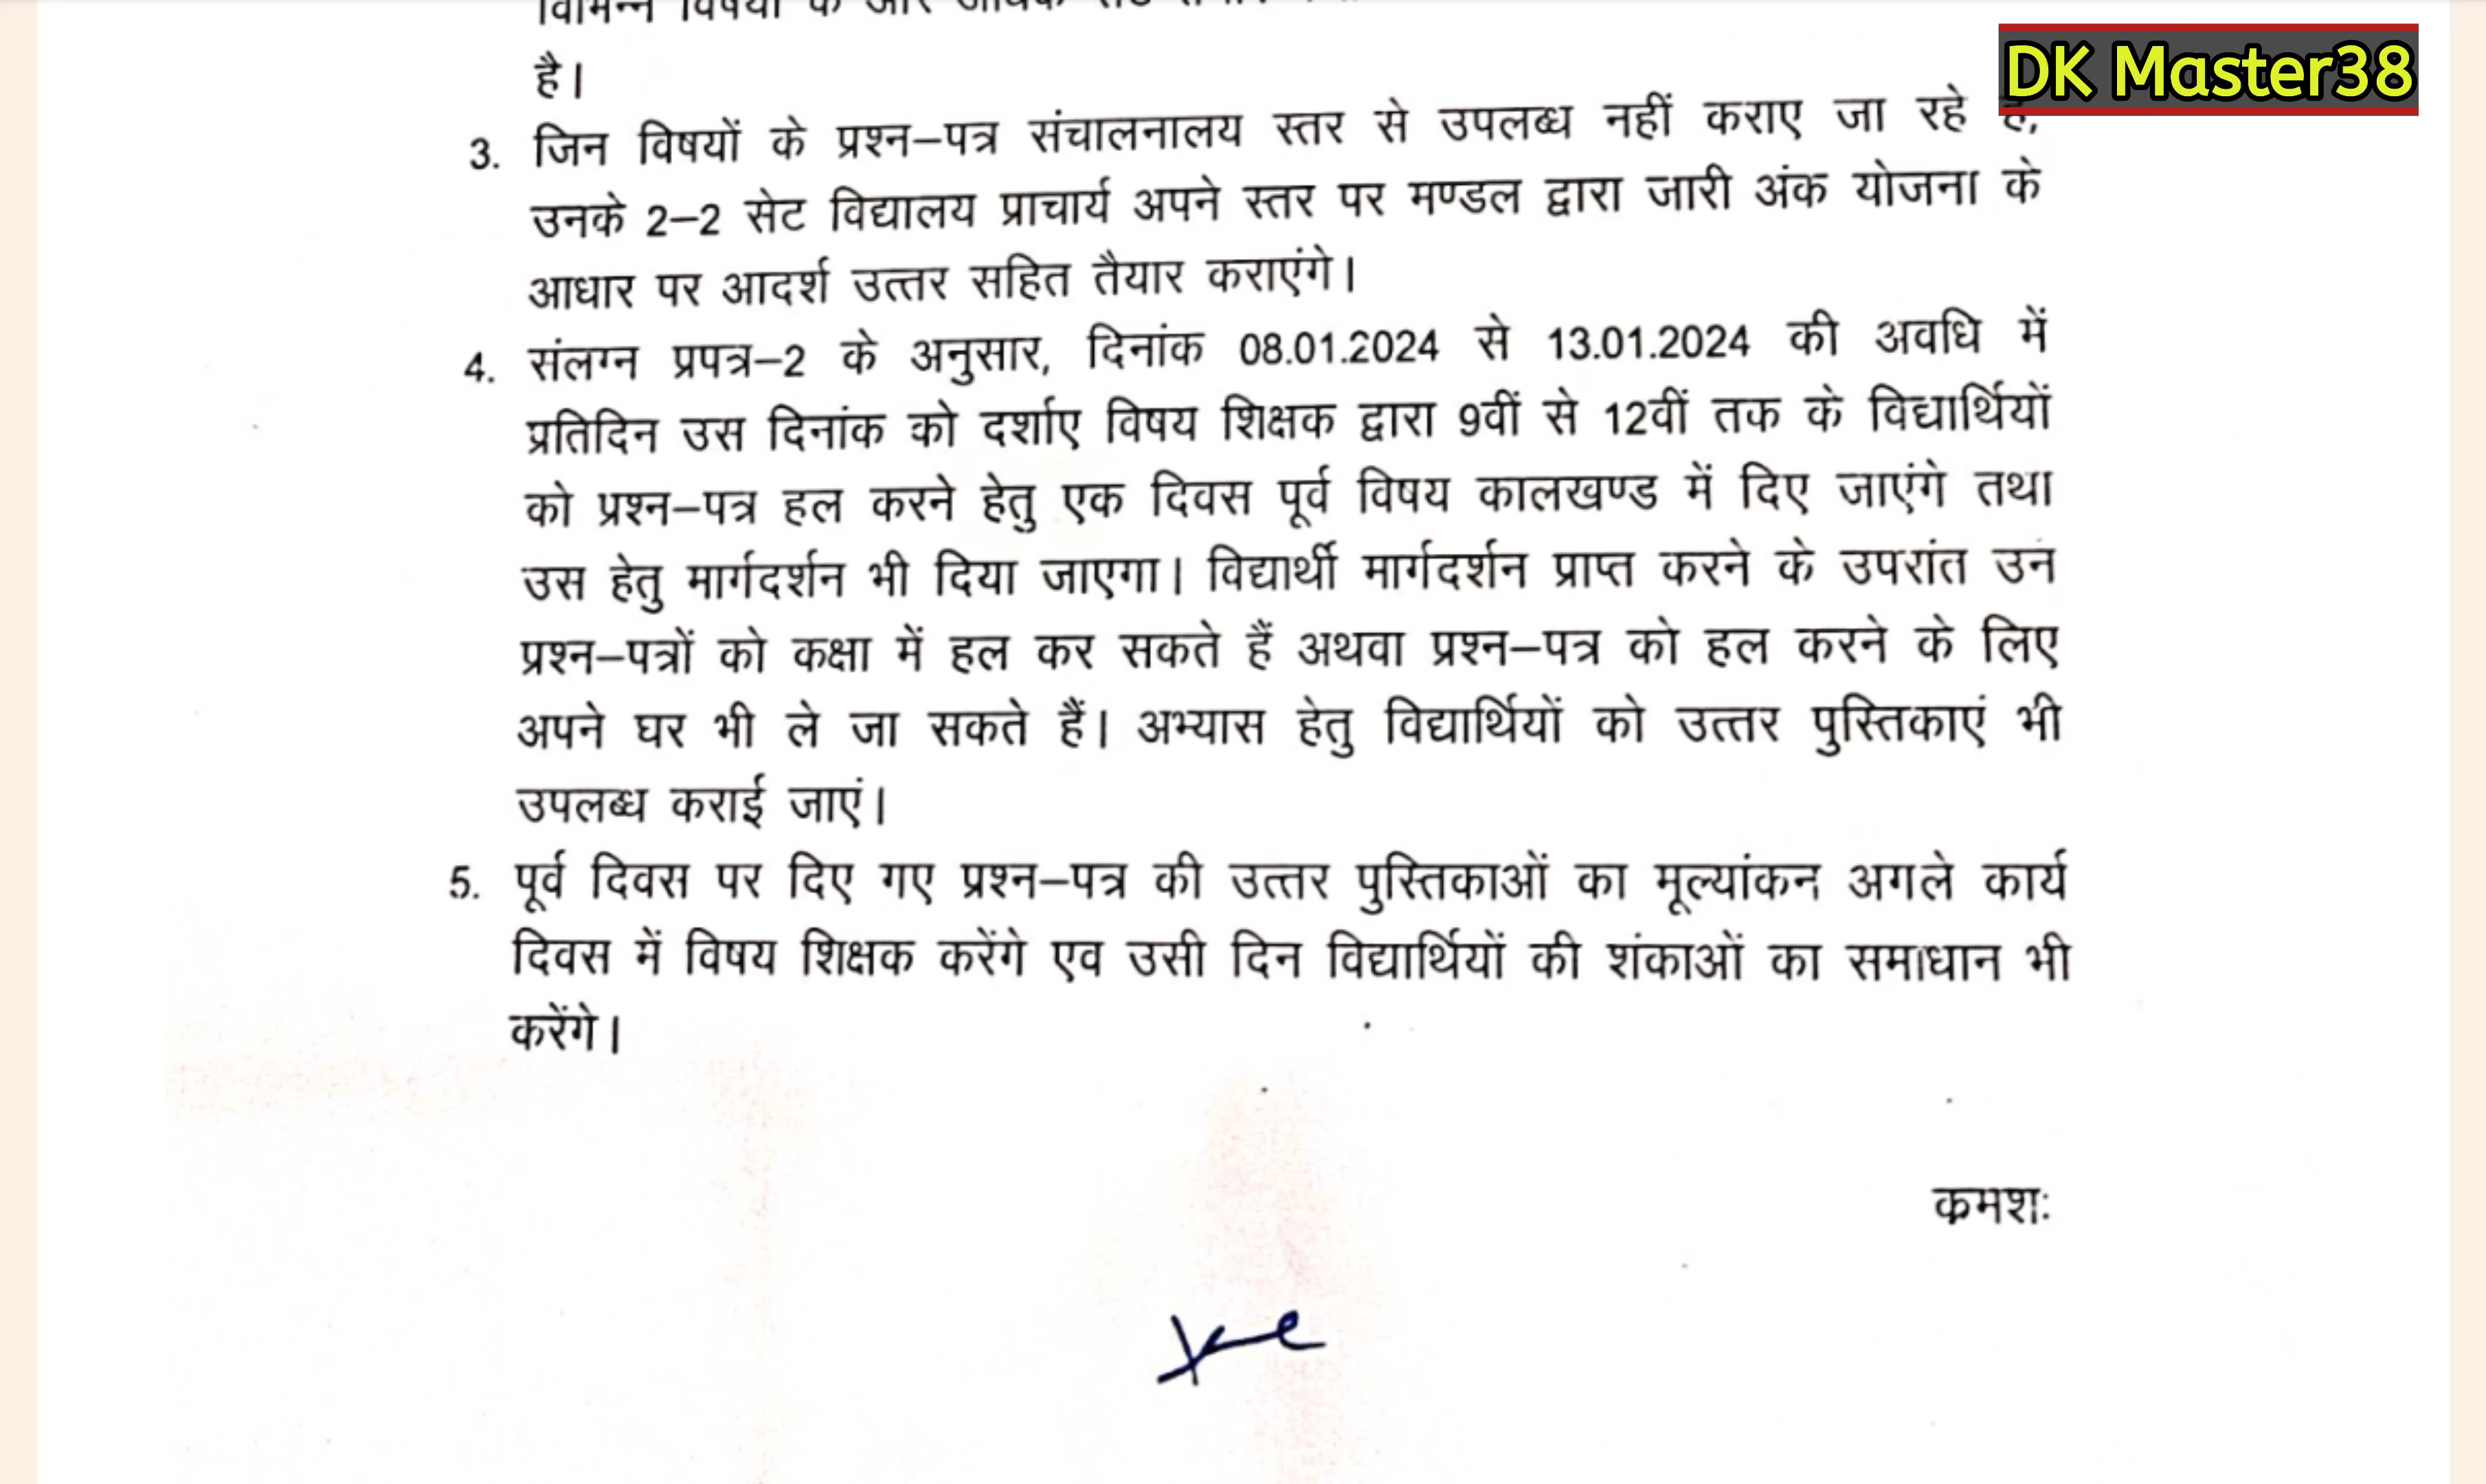 विभिन्न विषयों के और अधिक सेट
है।
DK Master38
3. जिन विषयों के प्रश्न–पत्र संचालनालय स्तर से उपलब्ध नहीं कराए जा रहे है,
उनके 2–2 सेट विद्यालय प्राचार्य अपने स्तर पर मण्डल द्वारा जारी अंक योजना के
आधार पर आदर्श उत्तर सहित तैयार कराएंगे।
4. संलग्न प्रपत्र–2 के अनुसार, दिनांक 08.01.2024 से 13.01.2024 की अवधि में
प्रतिदिन उस दिनांक को दर्शाए विषय शिक्षक द्वारा 9वीं से 12वीं तक के विद्यार्थियों
को प्रश्न–पत्र हल करने हेतु एक दिवस पूर्व विषय कालखण्ड में दिए जाएंगे तथा
उस हेतु मार्गदर्शन भी दिया जाएगा। विद्यार्थी मार्गदर्शन प्राप्त करने के उपरांत उन
प्रश्न–पत्रों को कक्षा में हल कर सकते हैं अथवा प्रश्न–पत्र को हल करने के लिए
अपने घर भी ले जा सकते हैं। अभ्यास हेतु विद्यार्थियों को उत्तर पुस्तिकाएं भी
उपलब्ध कराई जाएं।
5. पूर्व दिवस पर दिए गए प्रश्न–पत्र की उत्तर पुस्तिकाओं का मूल्यांकन अगले कार्य
दिवस में विषय शिक्षक करेंगे एव उसी दिन विद्यार्थियों की शंकाओं का समाधान भी
करेंगे।
क्रमशः